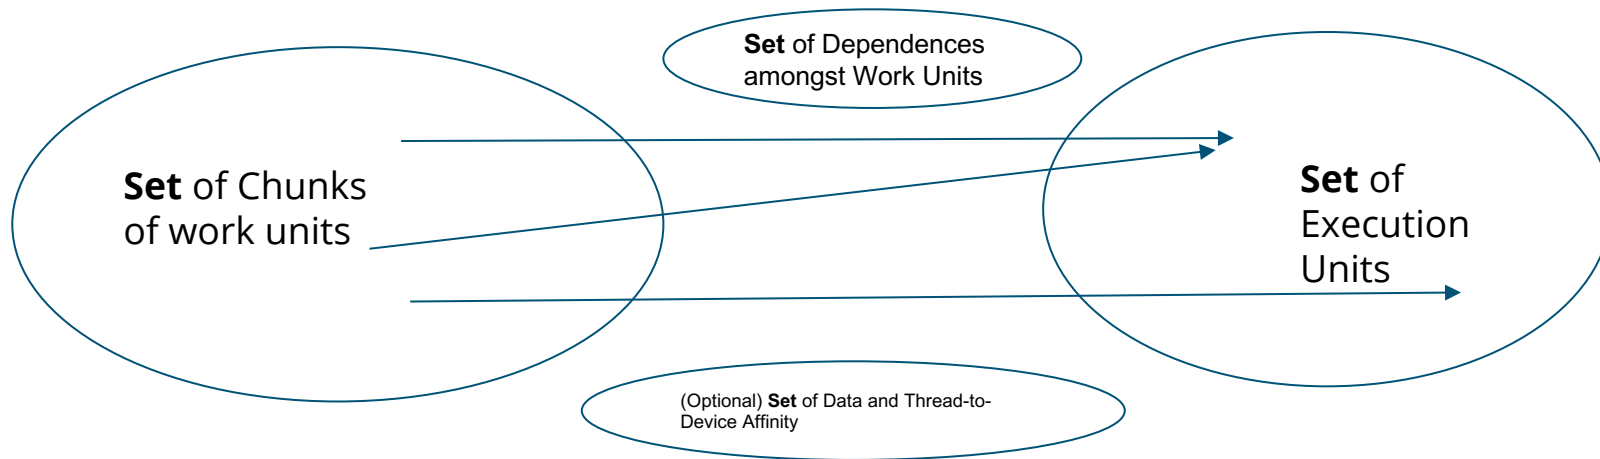 Set of Dependences
amongst Work Units
Set of Chunks
of work units
Set of
Execution
Units
(Optional) Set of Data and Thread-to-
Device Affinity